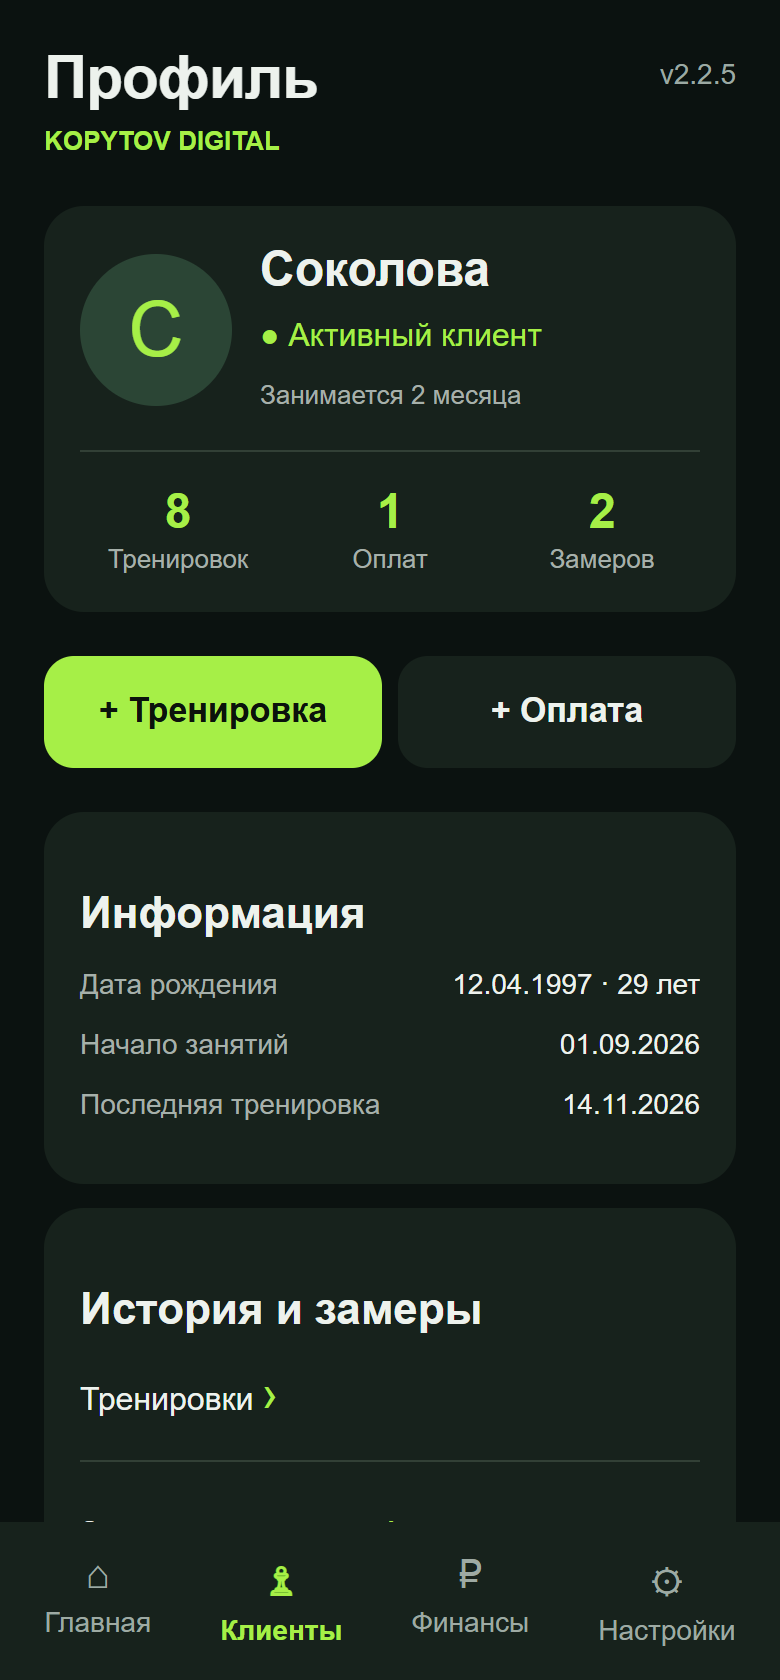 Профиль
v2.2.5
KOPYTOV DIGITAL
С
Соколова
● Активный клиент
Занимается 2 месяца
8 1 2
Тренировок Оплат Замеров
+ Тренировка + Оплата
Информация
Дата рождения 12.04.1997 · 29 лет
Начало занятий 01.09.2026
Последняя тренировка 14.11.2026
История и замеры
Тренировки ❯
Главная Клиенты Финансы Настройки